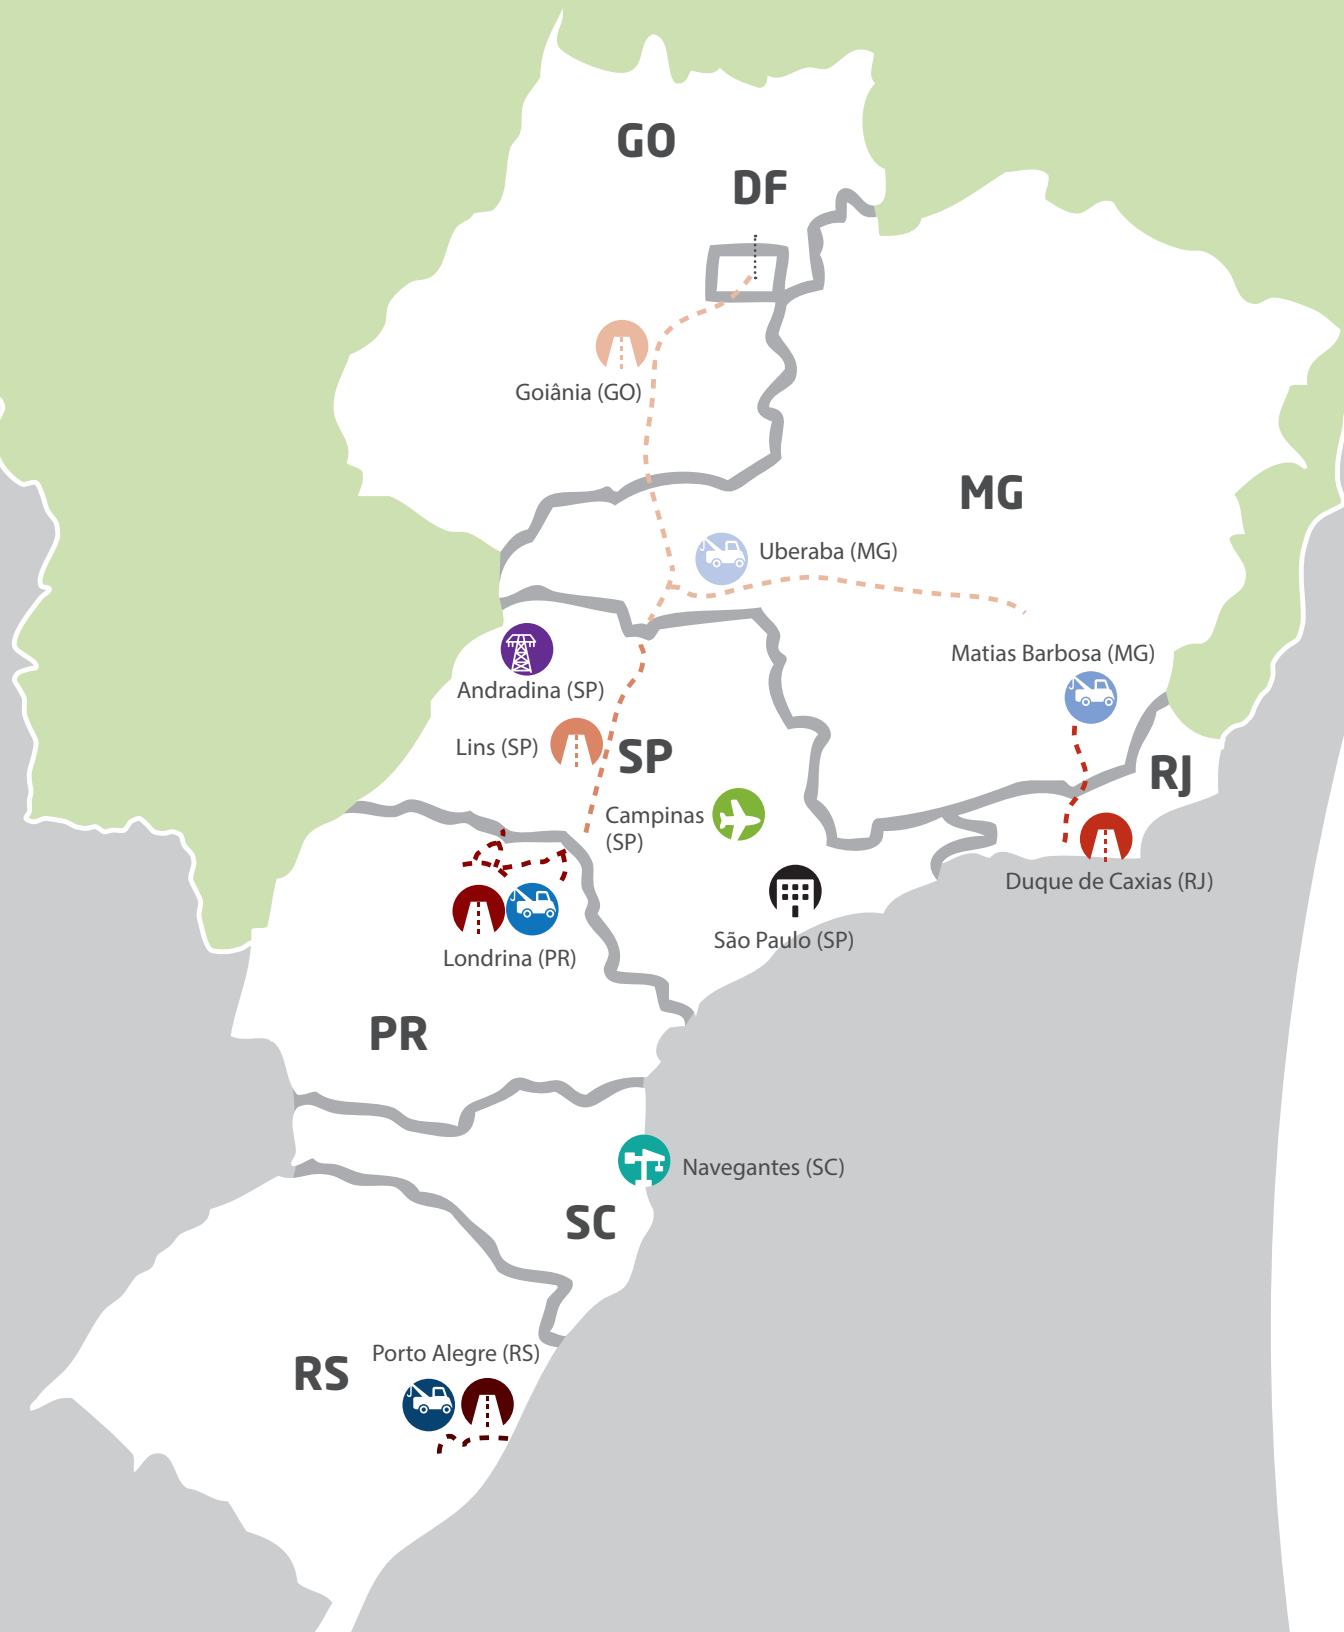 GO
DF
Goiânia (GO)
MG
Uberaba (MG)
Matias Barbosa (MG)
Andradina (SP)
Lins (SP)
SP
RJ
Campinas
(SP)
Duque de Caxias (RJ)
São Paulo (SP)
Londrina (PR)
PR
Navegantes (SC)
SC
Porto Alegre (RS)
RS